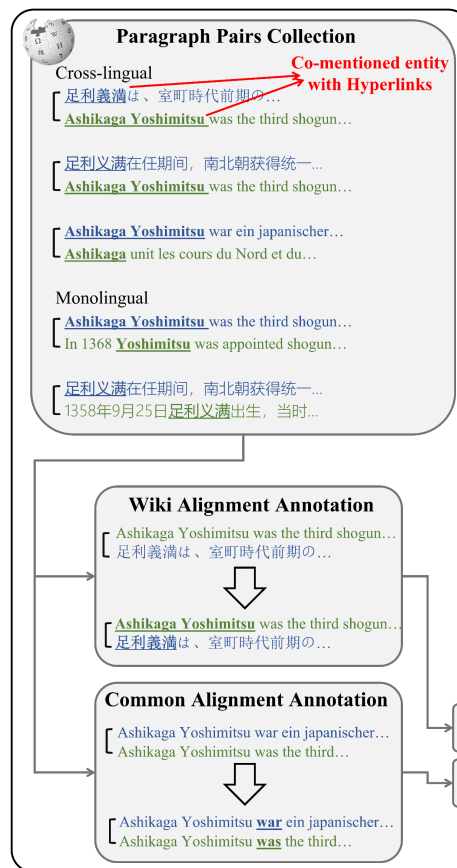 Paragraph Pairs Collection
Cross-lingual
Co-mentioned entity
with Hyperlinks
足利義満は、室町時代前期の…
Ashikaga Yoshimitsu was the third shogun…
足利义满在任期间，南北朝获得统一…
Ashikaga Yoshimitsu was the third shogun…
Ashikaga Yoshimitsu war ein japanischer…
Ashikaga unit les cours du Nord et du…
Monolingual
Ashikaga Yoshimitsu was the third shogun…
In 1368 Yoshimitsu was appointed shogun…
足利义满在任期间，南北朝获得统一…
1358年9月25日足利义满出生，当时…
Wiki Alignment Annotation
Ashikaga Yoshimitsu was the third shogun…
足利義満は、室町時代前期の…
Ashikaga Yoshimitsu was the third shogun…
足利義満は、室町時代前期の…
Common Alignment Annotation
Ashikaga Yoshimitsu war ein japanischer…
Ashikaga Yoshimitsu was the third…
Ashikaga Yoshimitsu war ein japanischer…
Ashikaga Yoshimitsu was the third…